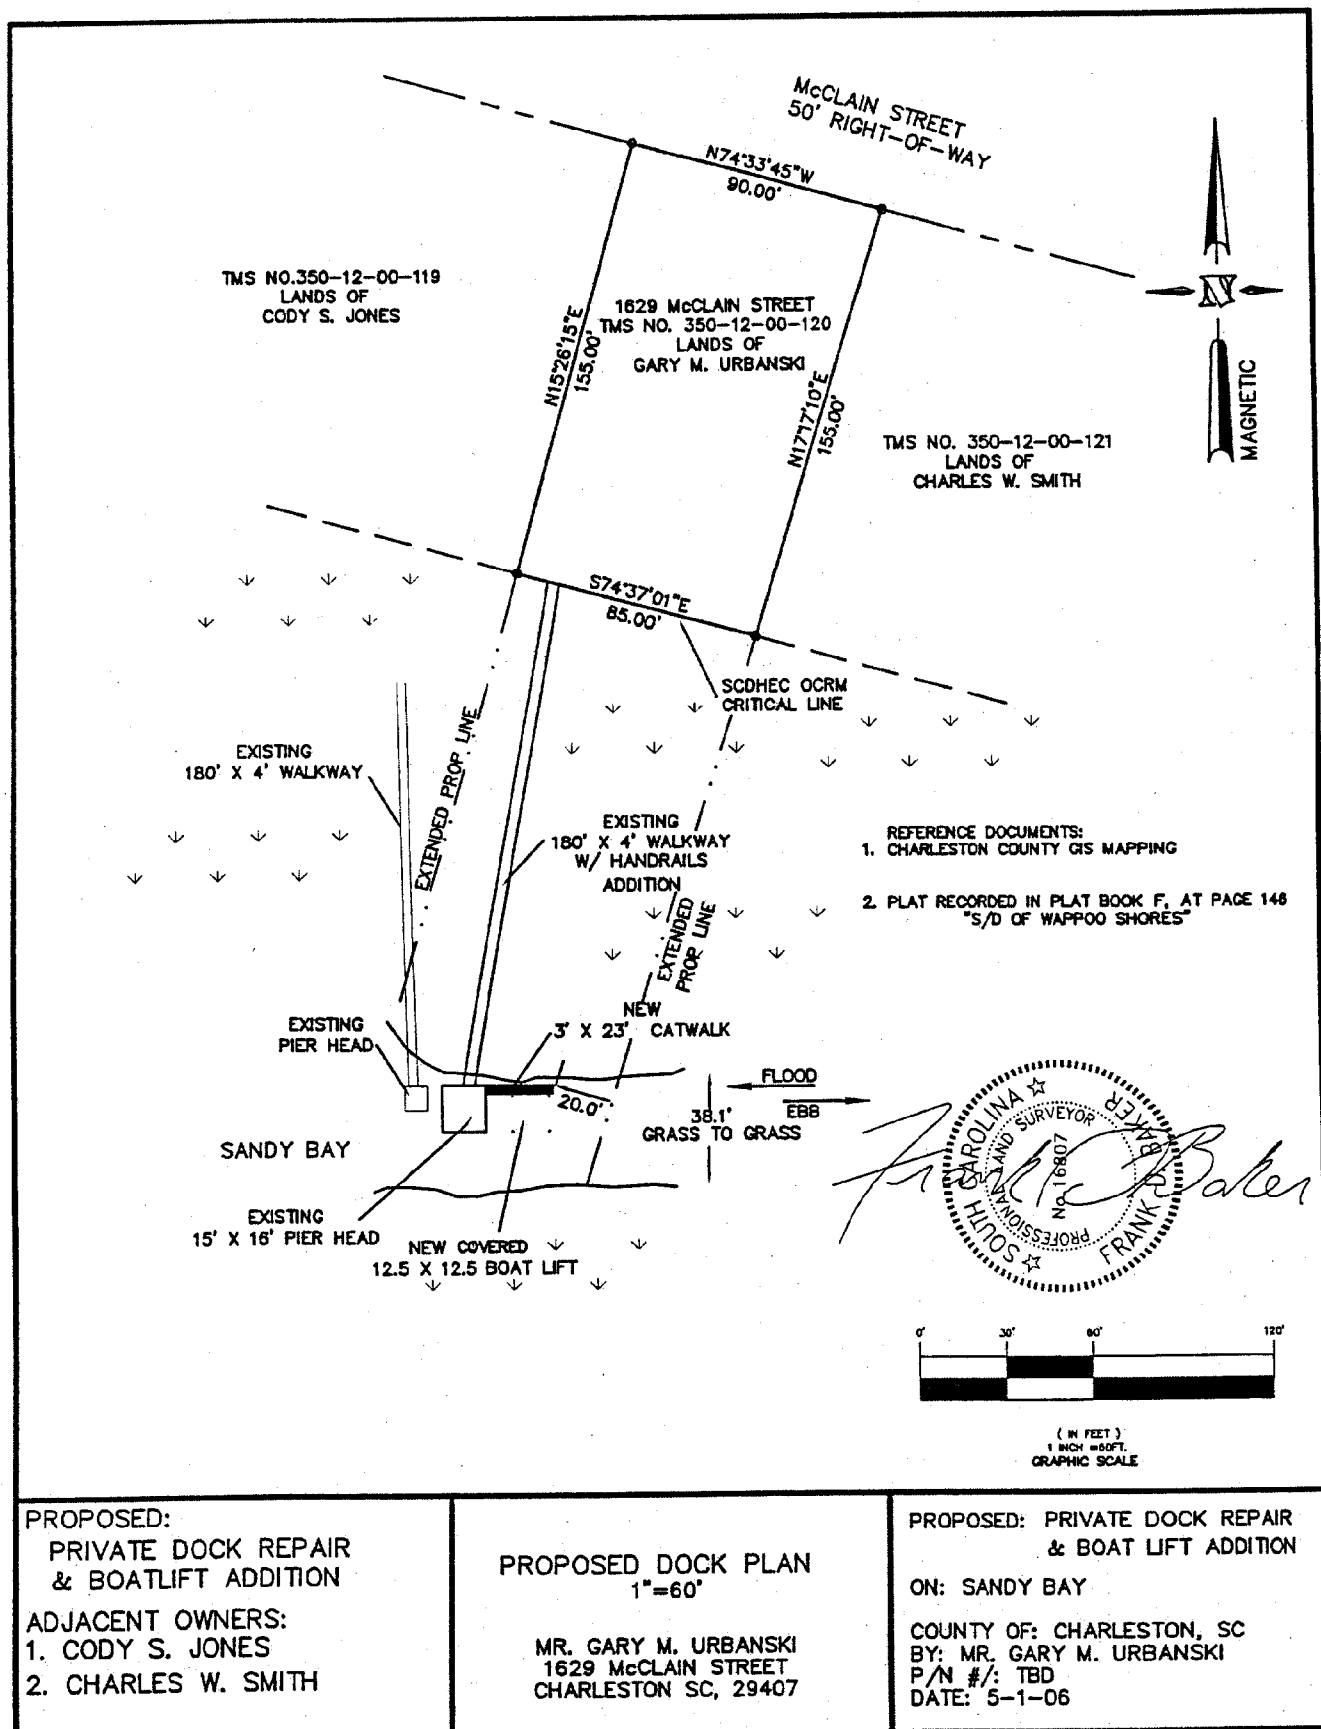 McCLAIN STREET
50' RIGHT-OF-WAY
N74°33'45"W
90.00'
TMS NO.350-12-00-119
LANDS OF
CODY S. JONES
1629 McCLAIN STREET
TMS NO. 350-12-00-120
LANDS OF
GARY M. URBANSKI
N15°26'15"E
155.00'
N17°17'10"E
155.00'
MAGNETIC
TMS NO. 350-12-00-121
LANDS OF
CHARLES W. SMITH
S74°37'01"E
85.00'
SCDHEC OCRM
CRITICAL LINE
EXISTING
180' X 4' WALKWAY
EXTENDED PROP LINE
EXISTING
180' X 4' WALKWAY
W/ HANDRAILS
ADDITION
REFERENCE DOCUMENTS:
1. CHARLESTON COUNTY GIS MAPPING
2. PLAT RECORDED IN PLAT BOOK F, AT PAGE 146
"S/D OF WAPPOO SHORES"
EXTENDED
PROP LINE
NEW
3' X 23' CATWALK
EXISTING
PIER HEAD
FLOOD
EBB
20.0'
38.1'
GRASS TO GRASS
SANDY BAY
EXISTING
15' X 16' PIER HEAD
NEW COVERED
12.5 X 12.5 BOAT LIFT
SOUTH CAROLINA
FRANK D. BAKER
PROFESSIONAL LAND SURVEYOR
No. 16807
Frank D Baker
0' 30' 60' 120'
( IN FEET )
1 INCH =60FT.
GRAPHIC SCALE
PROPOSED:
PRIVATE DOCK REPAIR
& BOATLIFT ADDITION
ADJACENT OWNERS:
1. CODY S. JONES
2. CHARLES W. SMITH
PROPOSED DOCK PLAN
1"=60'
MR. GARY M. URBANSKI
1629 McCLAIN STREET
CHARLESTON SC, 29407
PROPOSED: PRIVATE DOCK REPAIR
& BOAT LIFT ADDITION
ON: SANDY BAY
COUNTY OF: CHARLESTON, SC
BY: MR. GARY M. URBANSKI
P/N #/: TBD
DATE: 5-1-06